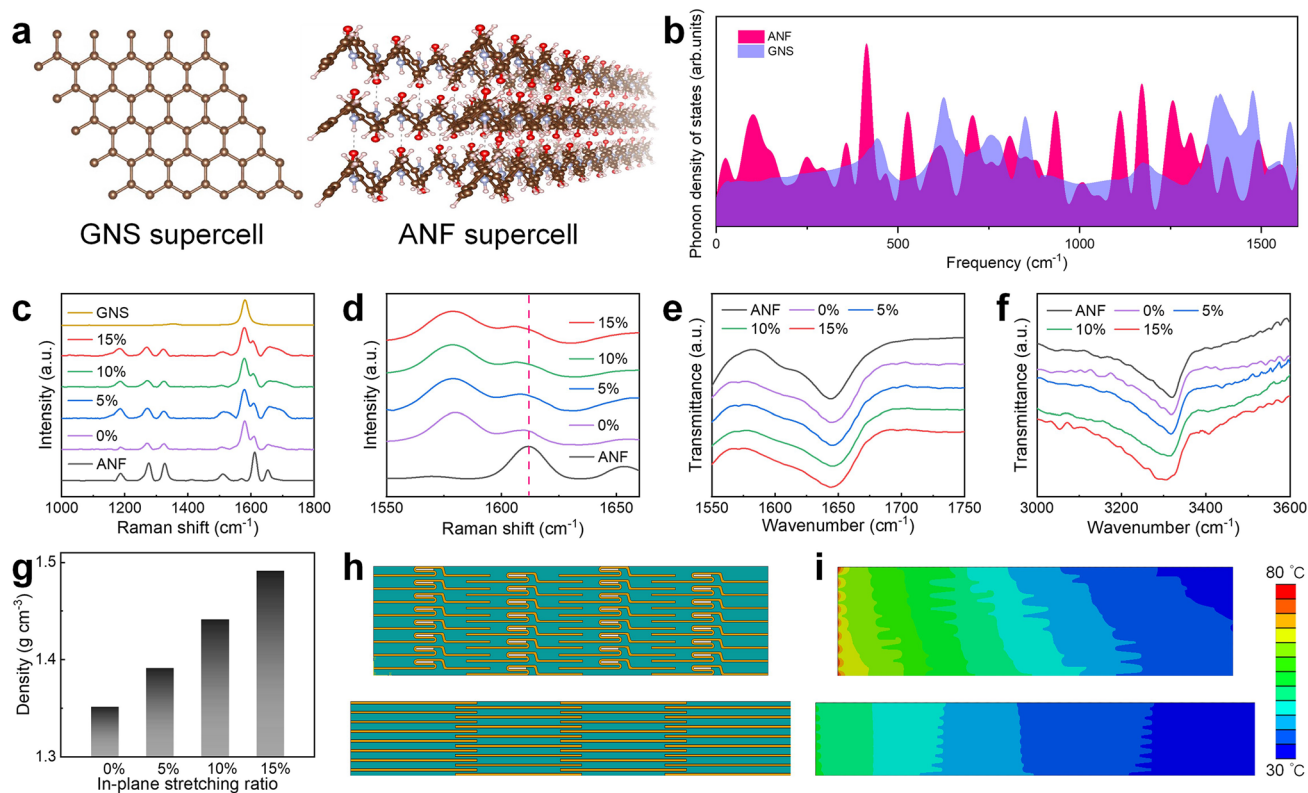 a
GNS supercell
ANF supercell
b
Phonon density of states (arb.units)
ANF
GNS
0
500
1000
1500
Frequency (cm⁻¹)
c
Intensity (a.u.)
GNS
15%
10%
5%
0%
ANF
1000 1200 1400 1600 1800
Raman shift (cm⁻¹)
d
Intensity (a.u.)
15%
10%
5%
0%
ANF
1550
1600
1650
Raman shift (cm⁻¹)
e
Transmittance (a.u.)
ANF 0% 5%
10% 15%
1550 1600 1650 1700 1750
Wavenumber (cm⁻¹)
f
Transmittance (a.u.)
ANF 0% 5%
10% 15%
3000 3200 3400 3600
Wavenumber (cm⁻¹)
g
Density (g cm⁻³)
1.5
1.4
1.3
0% 5% 10% 15%
In-plane stretching ratio
h
i
80 °C
30 °C